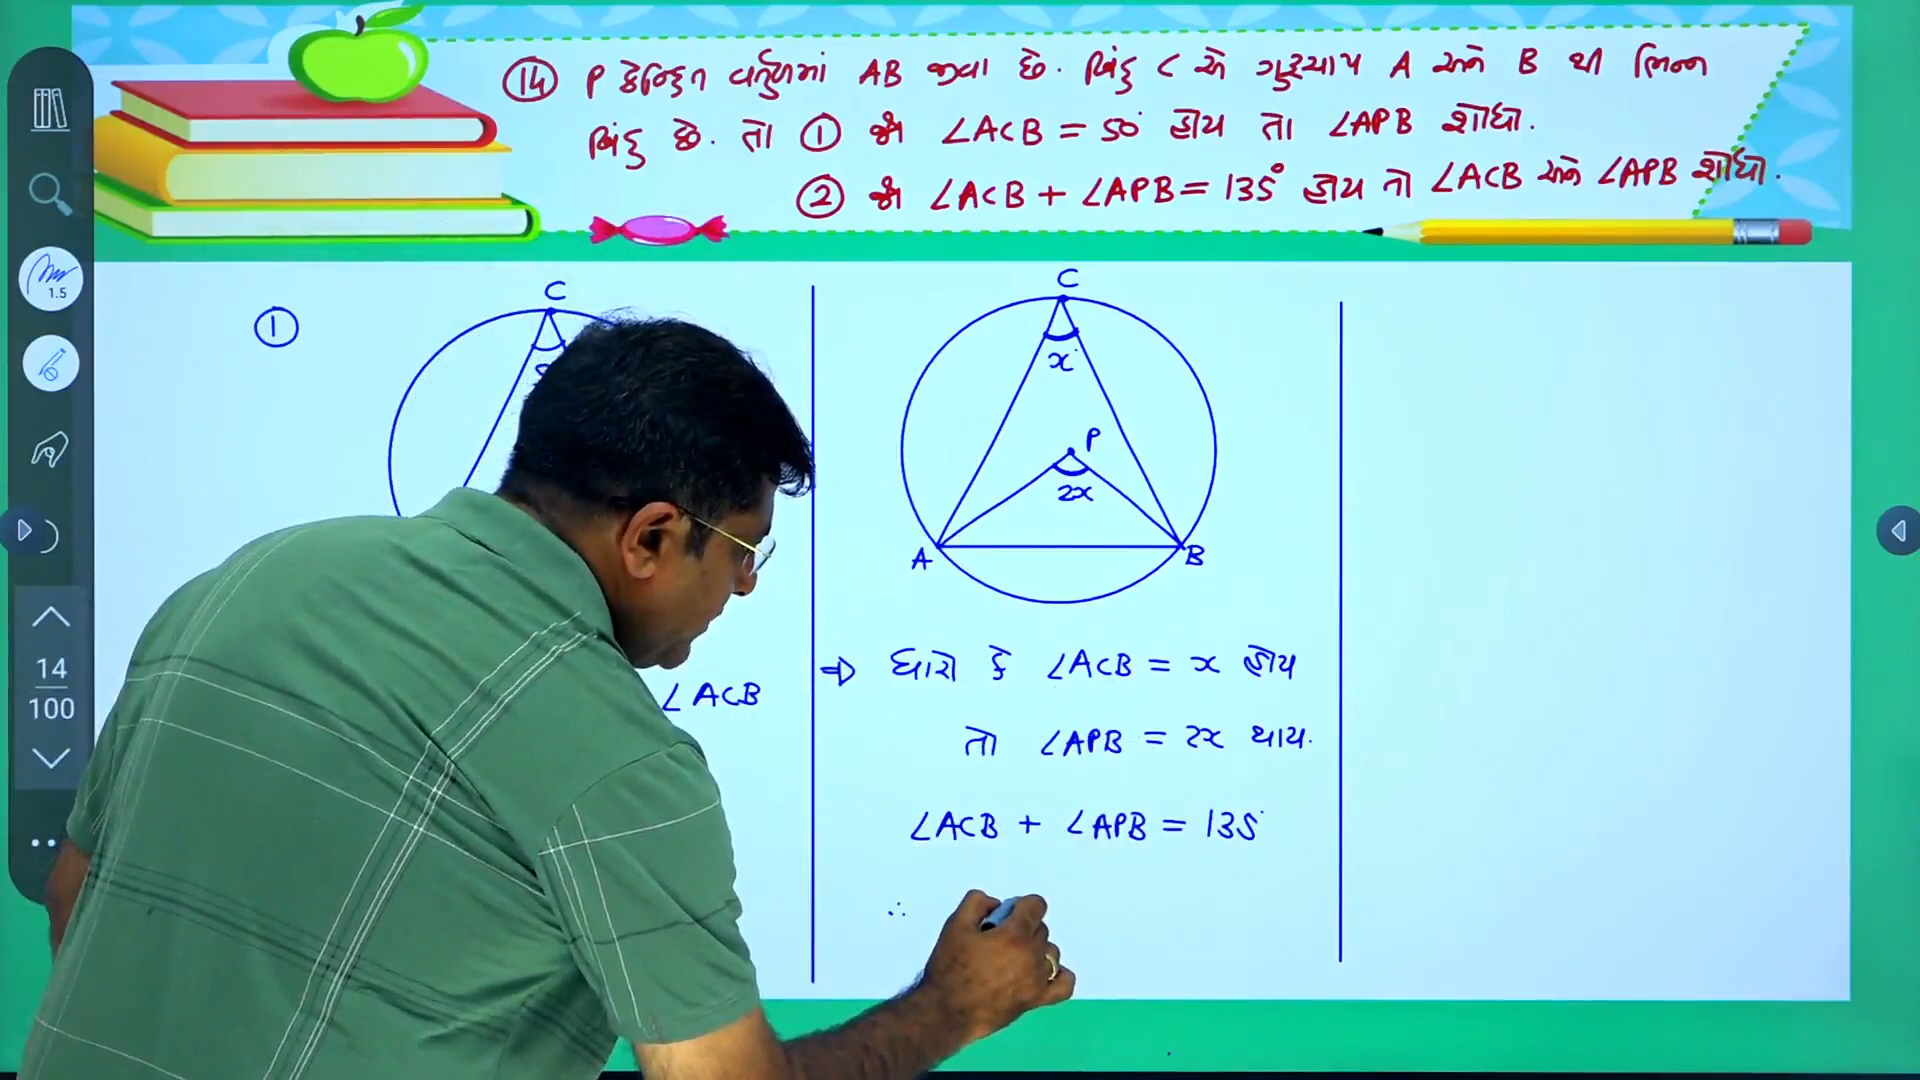 ⑭ P કેન્દ્રિત વર્તુળમાં AB જીવા છે. બિંદુ C એ ગુરુચાપ A અને B થી ભિન્ન
બિંદુ છે. તો ① જો ∠ACB = 50° હોય તો ∠APB શોધો.
② જો ∠ACB + ∠APB = 135° હોય તો ∠ACB અને ∠APB શોધો.
①
C
C
x
P
2x
A
B
∠ACB
⇒ ધારો કે ∠ACB = x હોય
તો ∠APB = 2x થાય.
∠ACB + ∠APB = 135°
∴
1.5
14
100